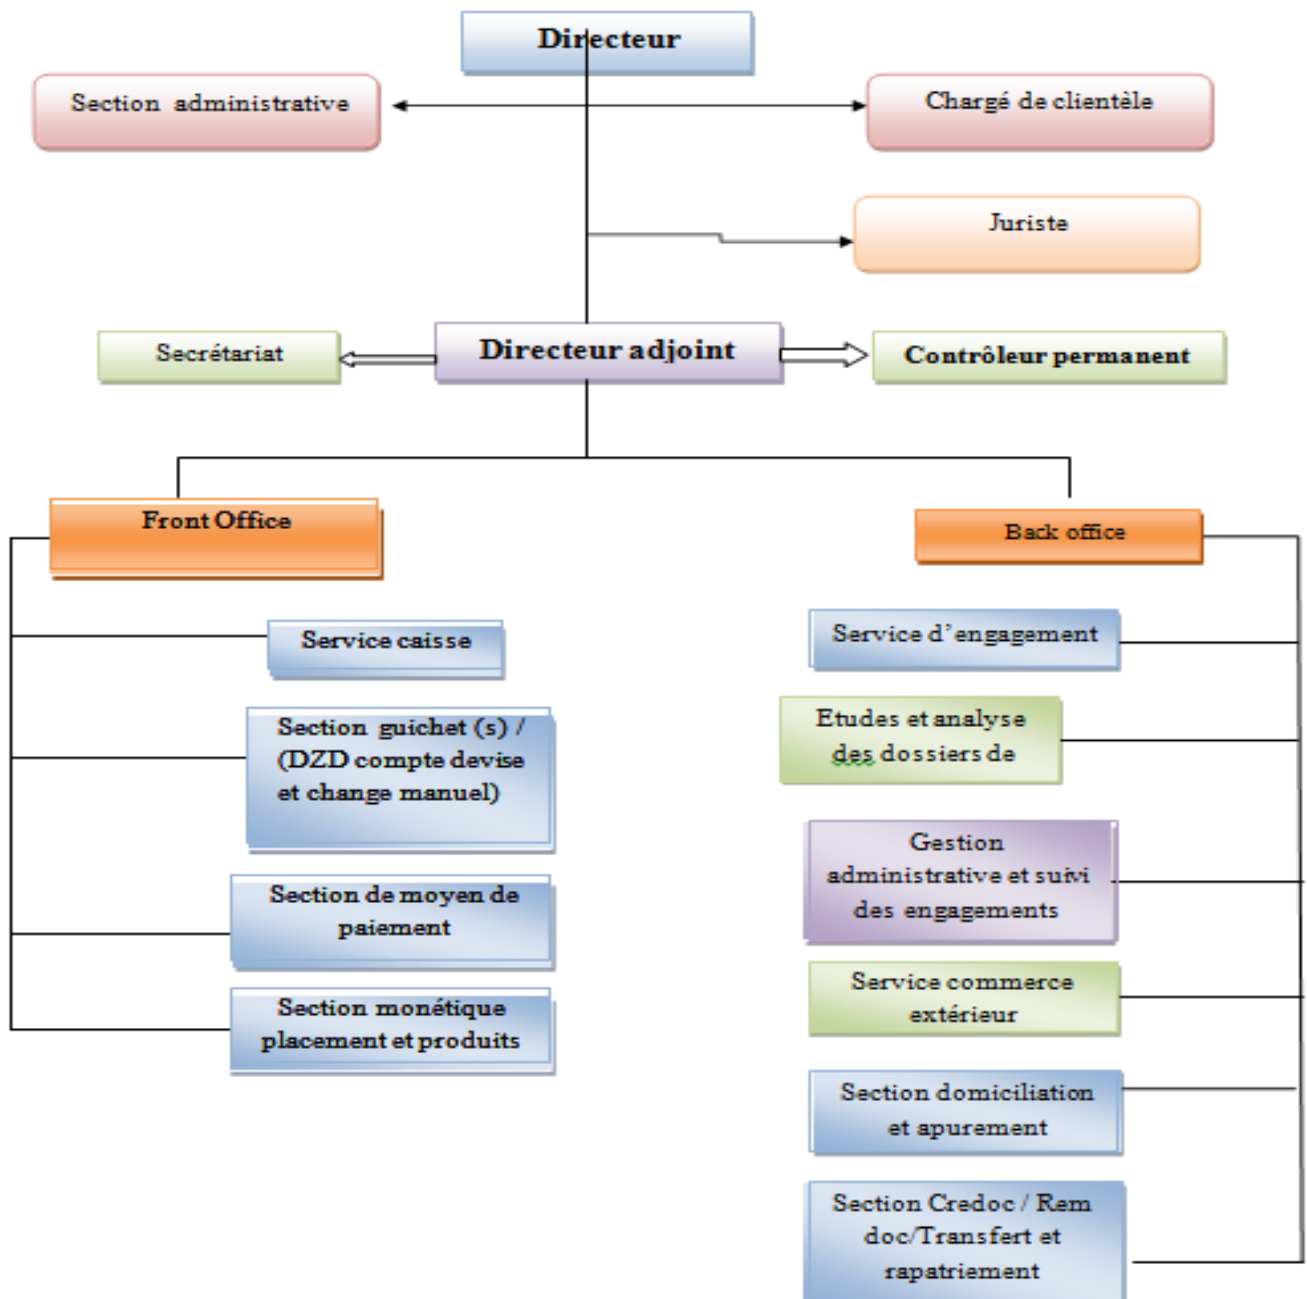 Directeur
Section administrative
Chargé de clientèle
Juriste
Secrétariat
Directeur adjoint
Contrôleur permanent
Front Office
Service caisse
Section guichet (s) /
(DZD compte devise
et change manuel)
Section de moyen de
paiement
Section monétique
placement et produits
Back office
Service d’engagement
Etudes et analyse
des dossiers de
Gestion
administrative et suivi
des engagements
Service commerce
extérieur
Section domiciliation
et apurement
Section Credoc / Rem
doc/Transfert et
rapatriement